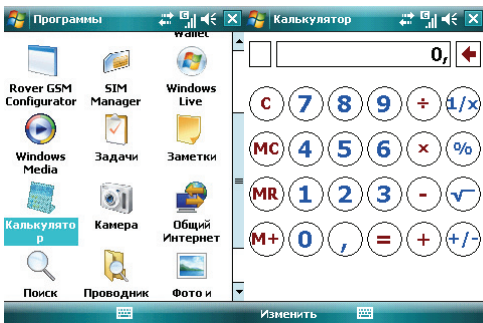 Программы
Wallet
Rover GSM
Configurator
SIM
Manager
Windows
Live
Windows
Media
Задачи
Заметки
Калькулято
р
Камера
Общий
Интернет
Поиск
Проводник
Фото и
Калькулятор
G
0,
C 7 8 9 ÷ 1/x
MC 4 5 6 × %
MR 1 2 3 - √
M+ 0 , = + +/-
Изменить